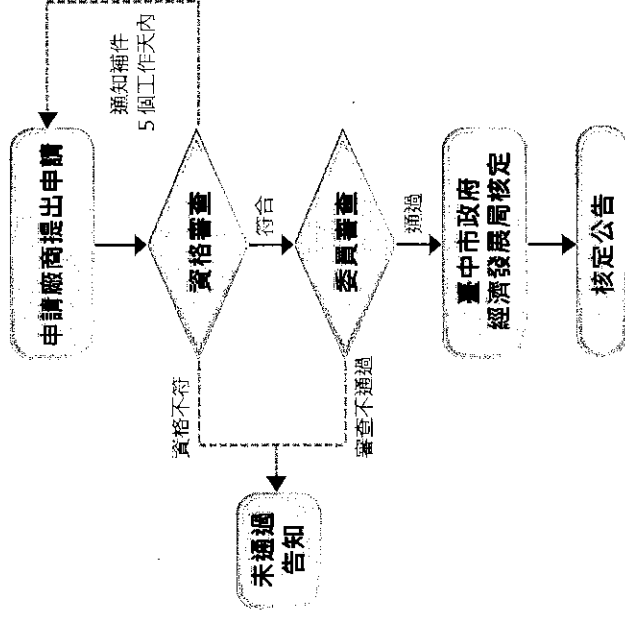 申請廠商提出申請
通知補件
5 個工作天內
資格審查
資格不符
符合
委員審查
審查不通過
未通過
告知
通過
臺中市政府
經濟發展局核定
核定公告